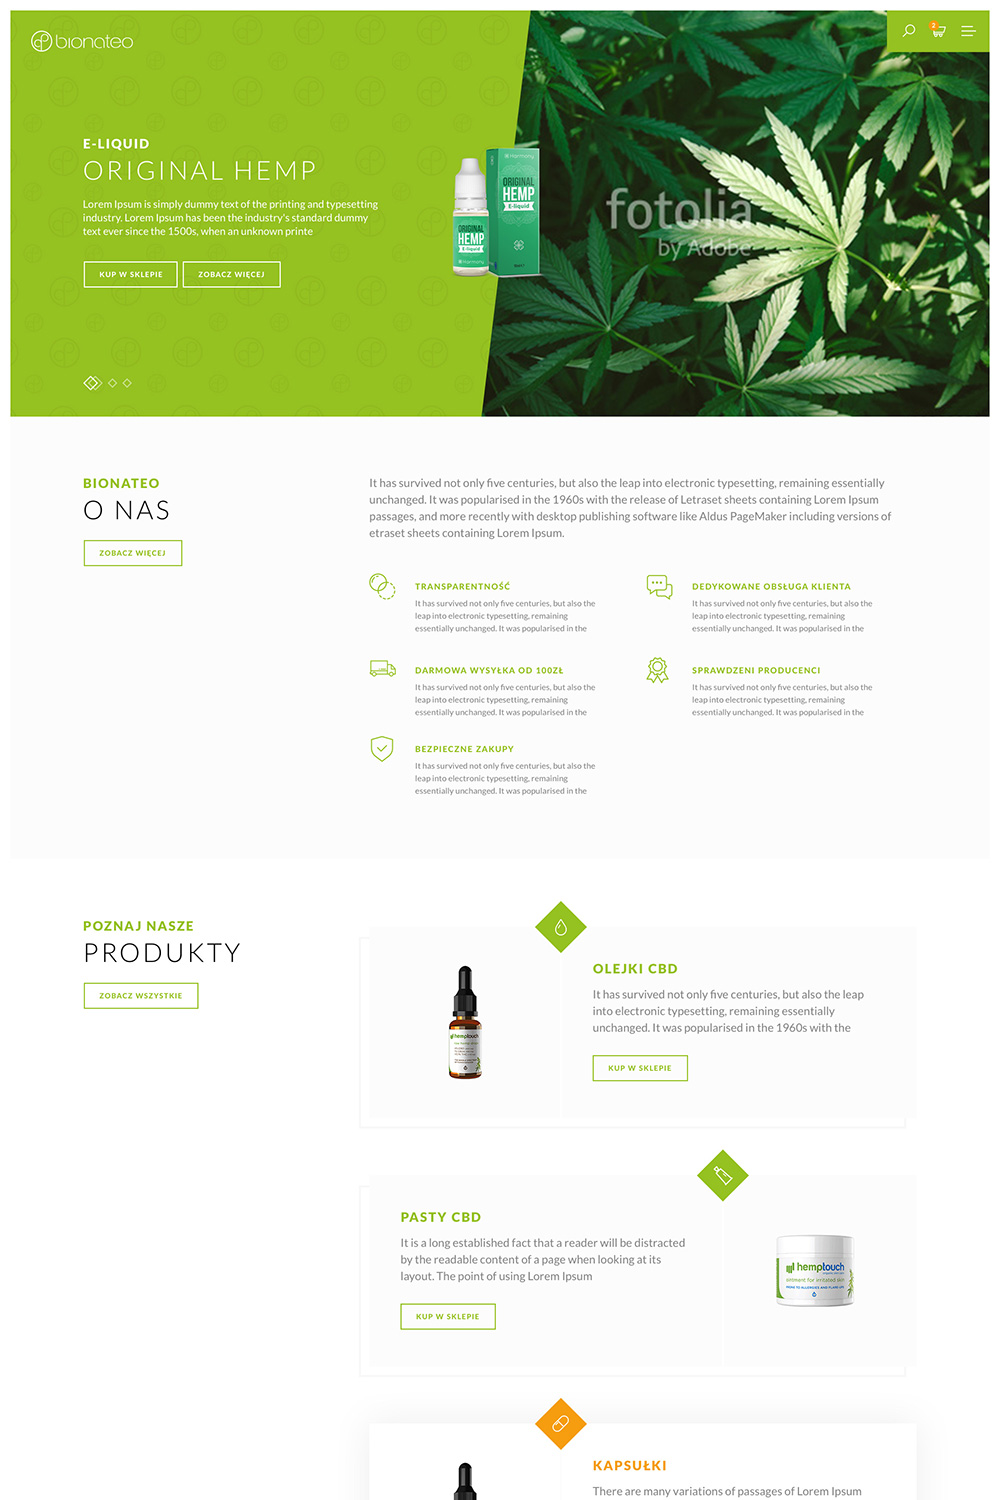 bionateo
2
E-LIQUID
ORIGINAL HEMP
Lorem Ipsum is simply dummy text of the printing and typesetting
industry. Lorem Ipsum has been the industry's standard dummy
text ever since the 1500s, when an unknown printe
KUP W SKLEPIE
ZOBACZ WIĘCEJ
Harmony
ORIGINAL
HEMP
E-liquid
ORIGINAL
HEMP
E-liquid
Harmony
fotolia
by Adobe
BIONATEO
O NAS
ZOBACZ WIĘCEJ
It has survived not only five centuries, but also the leap into electronic typesetting, remaining essentially
unchanged. It was popularised in the 1960s with the release of Letraset sheets containing Lorem Ipsum
passages, and more recently with desktop publishing software like Aldus PageMaker including versions of
etraset sheets containing Lorem Ipsum.
TRANSPARENTNOŚĆ
It has survived not only five centuries, but also the
leap into electronic typesetting, remaining
essentially unchanged. It was popularised in the
DEDYKOWANE OBSŁUGA KLIENTA
It has survived not only five centuries, but also the
leap into electronic typesetting, remaining
essentially unchanged. It was popularised in the
DARMOWA WYSYŁKA OD 100ZŁ
It has survived not only five centuries, but also the
leap into electronic typesetting, remaining
essentially unchanged. It was popularised in the
SPRAWDZENI PRODUCENCI
It has survived not only five centuries, but also the
leap into electronic typesetting, remaining
essentially unchanged. It was popularised in the
BEZPIECZNE ZAKUPY
It has survived not only five centuries, but also the
leap into electronic typesetting, remaining
essentially unchanged. It was popularised in the
POZNAJ NASZE
PRODUKTY
ZOBACZ WSZYSTKIE
hemptouch
OLEJKI CBD
It has survived not only five centuries, but also the leap
into electronic typesetting, remaining essentially
unchanged. It was popularised in the 1960s with the
KUP W SKLEPIE
PASTY CBD
It is a long established fact that a reader will be distracted
by the readable content of a page when looking at its
layout. The point of using Lorem Ipsum
KUP W SKLEPIE
hemptouch
ointment for irritated skin
KAPSUŁKI
There are many variations of passages of Lorem Ipsum